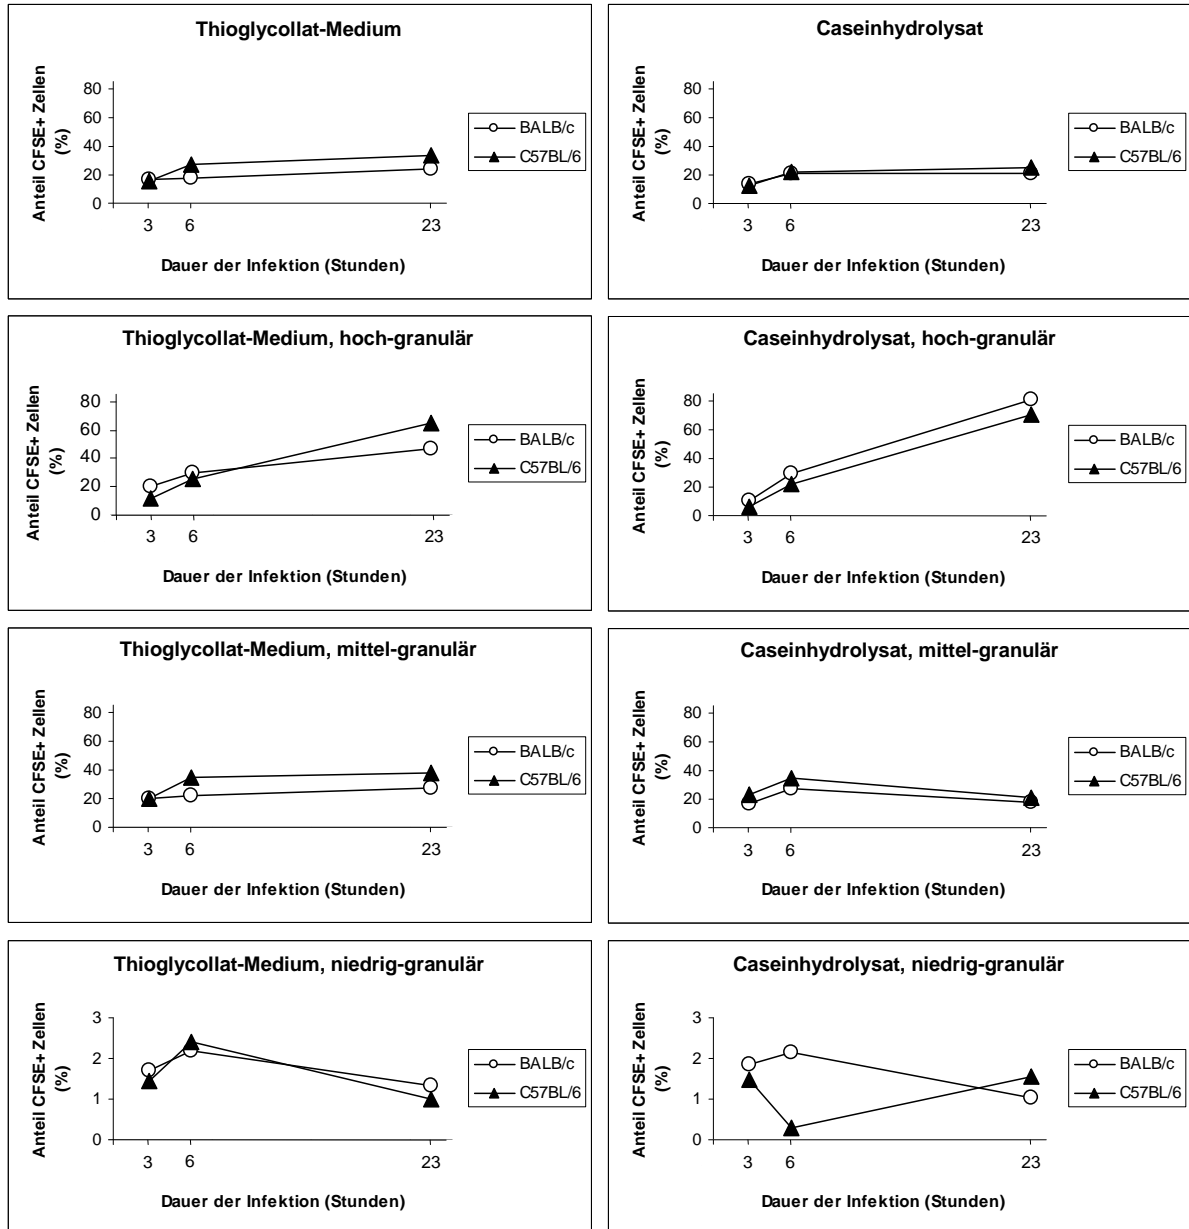 Thioglycollat-Medium
Anteil CFSE+ Zellen
(%)
80
60
40
20
0
3 6 23
Dauer der Infektion (Stunden)
BALB/c
C57BL/6
Caseinhydrolysat
Anteil CFSE+ Zellen
(%)
80
60
40
20
0
3 6 23
Dauer der Infektion (Stunden)
BALB/c
C57BL/6
Thioglycollat-Medium, hoch-granulär
Anteil CFSE+ Zellen
(%)
80
60
40
20
0
3 6 23
Dauer der Infektion (Stunden)
BALB/c
C57BL/6
Caseinhydrolysat, hoch-granulär
Anteil CFSE+ Zellen
(%)
80
60
40
20
0
3 6 23
Dauer der Infektion (Stunden)
BALB/c
C57BL/6
Thioglycollat-Medium, mittel-granulär
Anteil CFSE+ Zellen
(%)
80
60
40
20
0
3 6 23
Dauer der Infektion (Stunden)
BALB/c
C57BL/6
Caseinhydrolysat, mittel-granulär
Anteil CFSE+ Zellen
(%)
80
60
40
20
0
3 6 23
Dauer der Infektion (Stunden)
BALB/c
C57BL/6
Thioglycollat-Medium, niedrig-granulär
Anteil CFSE+ Zellen
(%)
3
2
1
0
3 6 23
Dauer der Infektion (Stunden)
BALB/c
C57BL/6
Caseinhydrolysat, niedrig-granulär
Anteil CFSE+ Zellen
(%)
3
2
1
0
3 6 23
Dauer der Infektion (Stunden)
BALB/c
C57BL/6